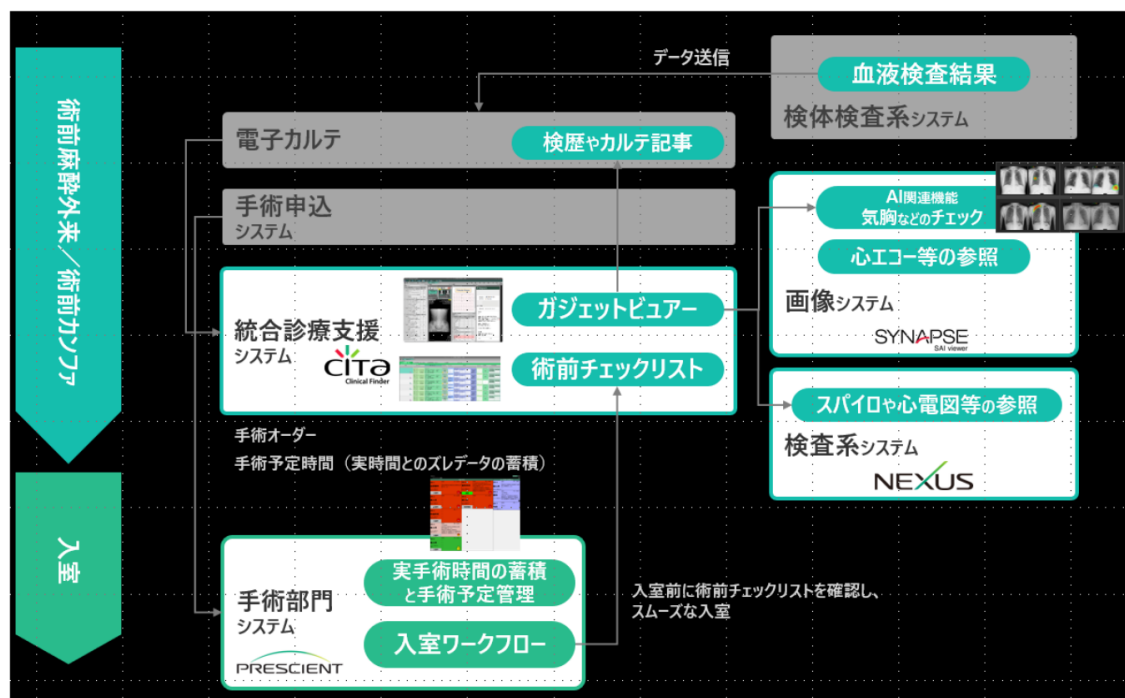 術前麻酔外来／術前カンファ
データ送信
血液検査結果
検体検査系システム
電子カルテ
検歴やカルテ記事
手術申込
システム
AI関連機能
気胸などのチェック
心エコー等の参照
画像システム
SYNAPSE
SAI viewer
統合診療支援
システム
CITA
Clinical Finder
ガジェットビュアー
術前チェックリスト
スパイロや心電図等の参照
検査系システム
NEXUS
手術オーダー
手術予定時間（実時間とのズレデータの蓄積）
入室
手術部門
システム
PRESCIENT
実手術時間の蓄積
と手術予定管理
入室ワークフロー
入室前に術前チェックリストを確認し、
スムーズな入室